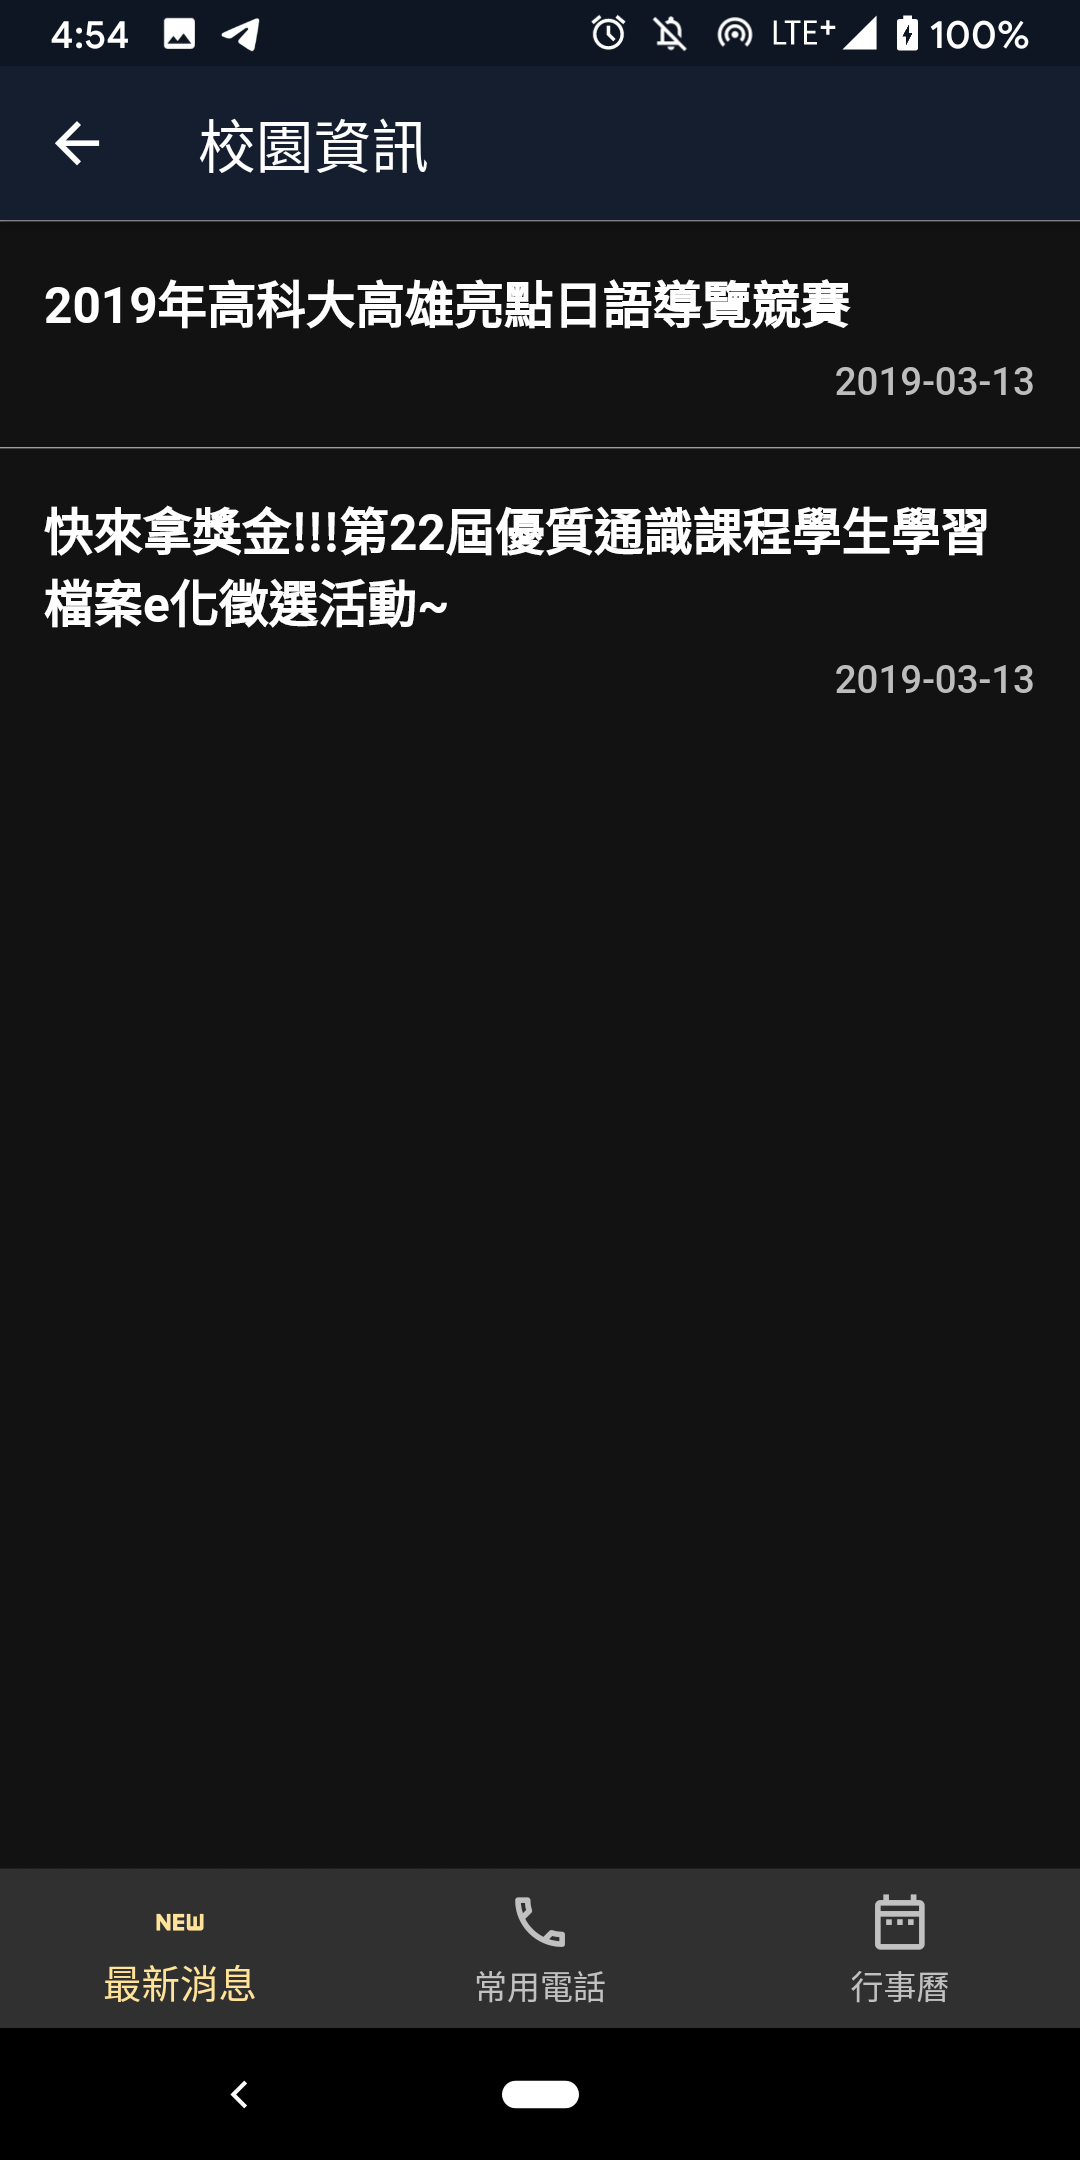 4:54 LTE+ 100%
校園資訊
2019年高科大高雄亮點日語導覽競賽
2019-03-13
快來拿獎金!!!第22屆優質通識課程學生學習
檔案e化徵選活動~
2019-03-13
NEW
最新消息
常用電話
行事曆